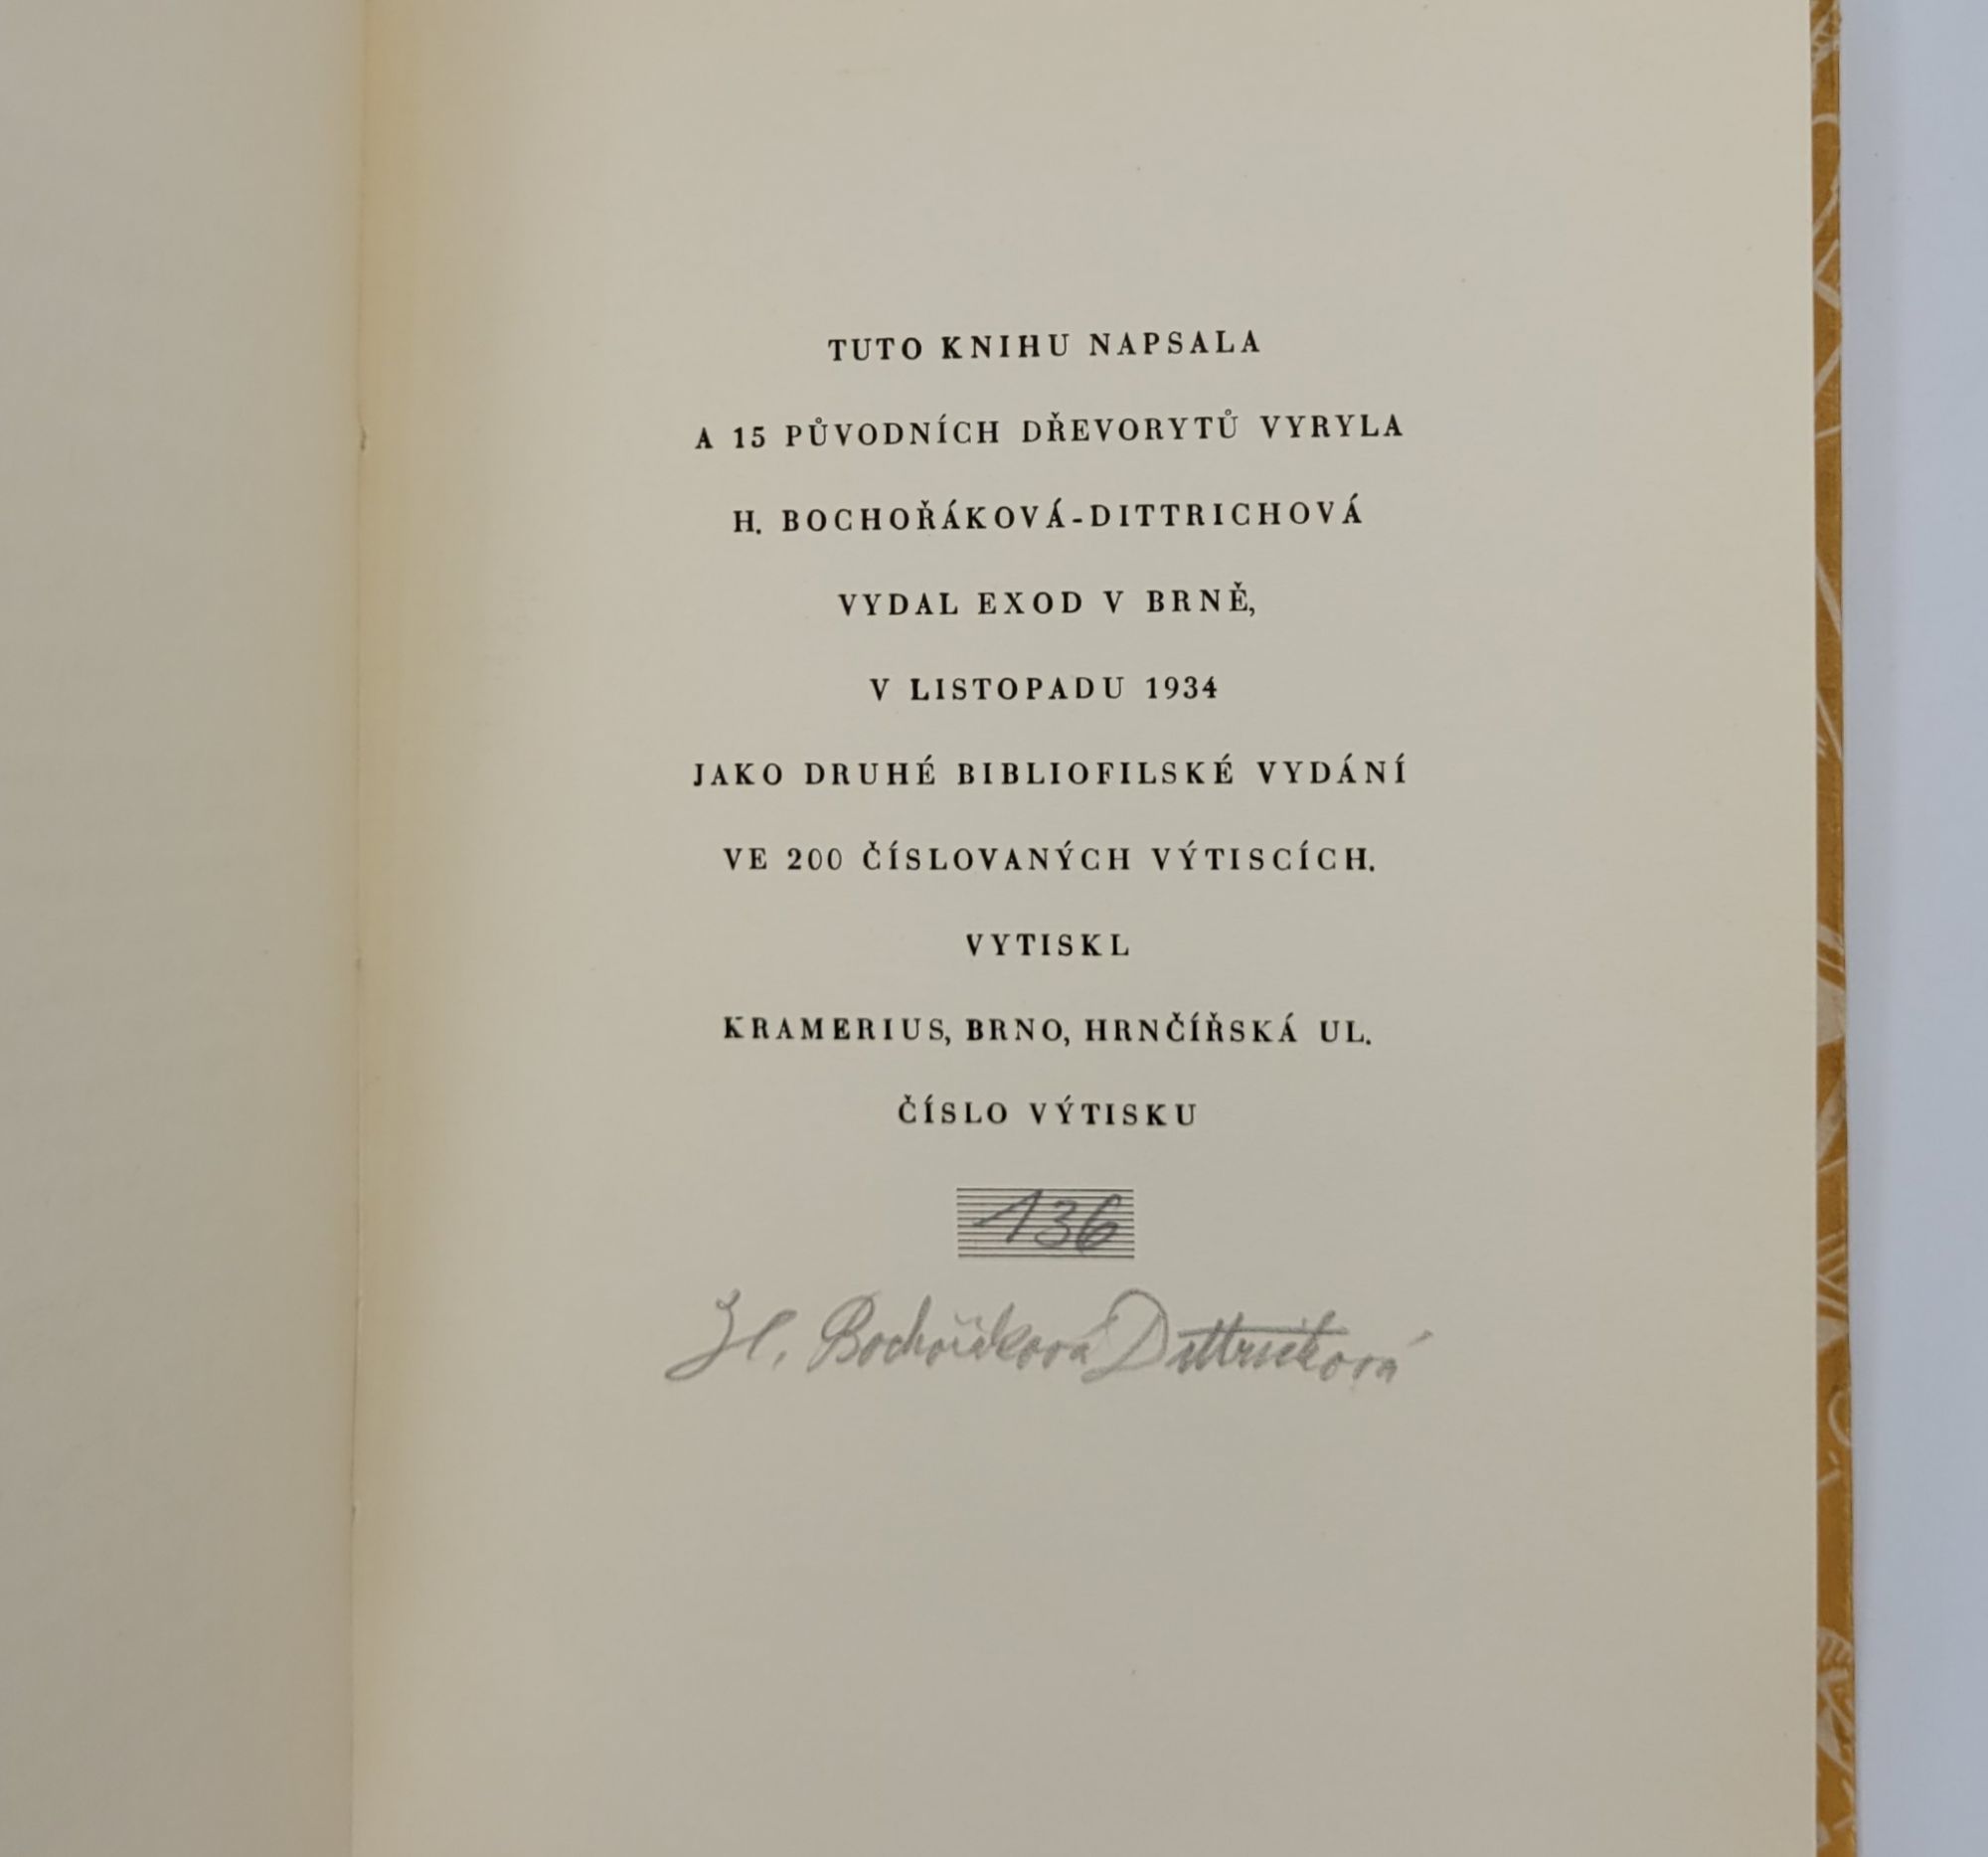 TUTO KNIHU NAPSALA
A 15 PŮVODNÍCH DŘEVORYTŮ VYRYLA
H. BOCHOŘÁKOVÁ-DITTRICHOVÁ
VYDAL EXOD V BRNĚ,
V LISTOPADU 1934
JAKO DRUHÉ BIBLIOFILSKÉ VYDÁNÍ
VE 200 ČÍSLOVANÝCH VÝTISCÍCH.
VYTISKL
KRAMERIUS, BRNO, HRNČÍŘSKÁ UL.
ČÍSLO VÝTISKU
136
H. Bochořáková Dittrichová